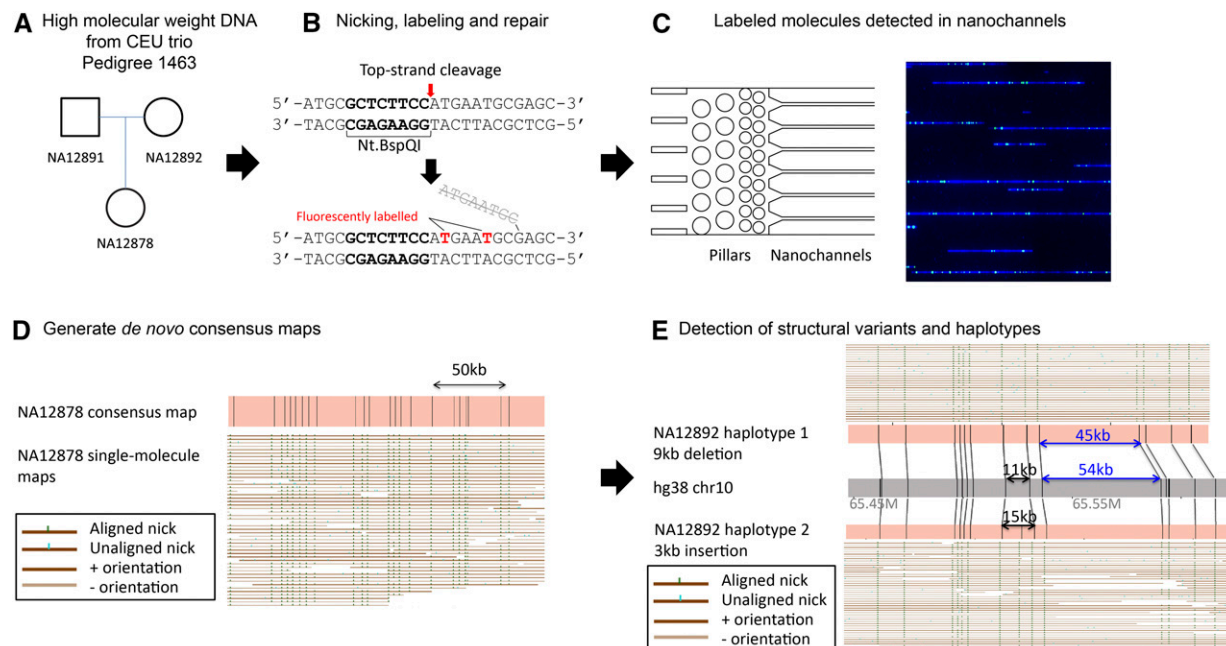 A High molecular weight DNA
from CEU trio
Pedigree 1463
NA12891
NA12892
NA12878
B Nicking, labeling and repair
Top-strand cleavage
5′-ATGCGCTCTTCCATGAATGCGAGC-3′
3′-TACGCGAGAAGGTACTTACGCTCG-5′
Nt.BspQI
ATGAATGC
Fluorescently labelled
5′-ATGCGCTCTTCCATGAATGCGAGC-3′
3′-TACGCGAGAAGGTACTTACGCTCG-5′
C Labeled molecules detected in nanochannels
Pillars
Nanochannels
D Generate de novo consensus maps
50kb
NA12878 consensus map
NA12878 single-molecule
maps
Aligned nick
Unaligned nick
+ orientation
- orientation
E Detection of structural variants and haplotypes
NA12892 haplotype 1
9kb deletion
45kb
11kb
54kb
hg38 chr10
65.45M
65.55M
NA12892 haplotype 2
3kb insertion
15kb
Aligned nick
Unaligned nick
+ orientation
- orientation